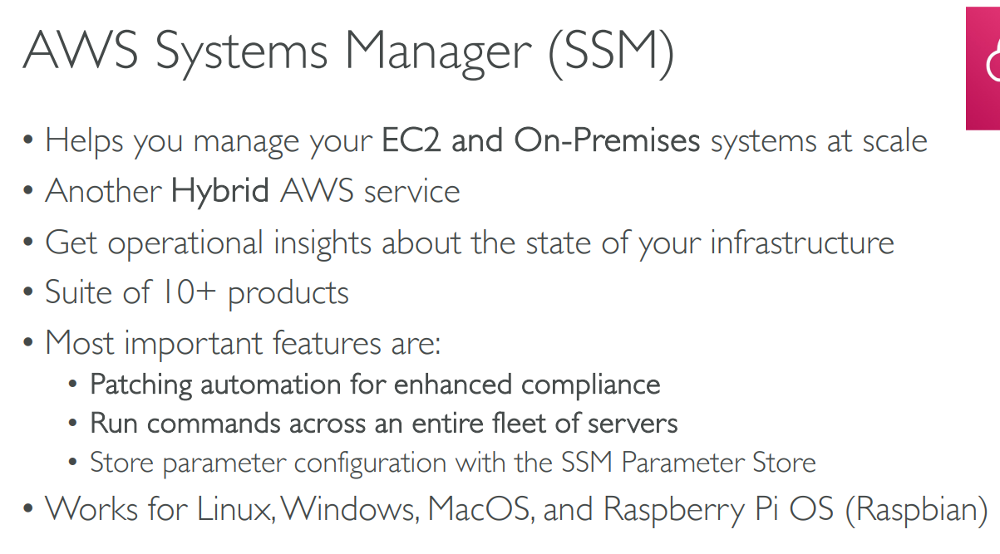 AWS Systems Manager (SSM)
• Helps you manage your EC2 and On-Premises systems at scale
• Another Hybrid AWS service
• Get operational insights about the state of your infrastructure
• Suite of 10+ products
• Most important features are:
• Patching automation for enhanced compliance
• Run commands across an entire fleet of servers
• Store parameter configuration with the SSM Parameter Store
• Works for Linux, Windows, MacOS, and Raspberry Pi OS (Raspbian)